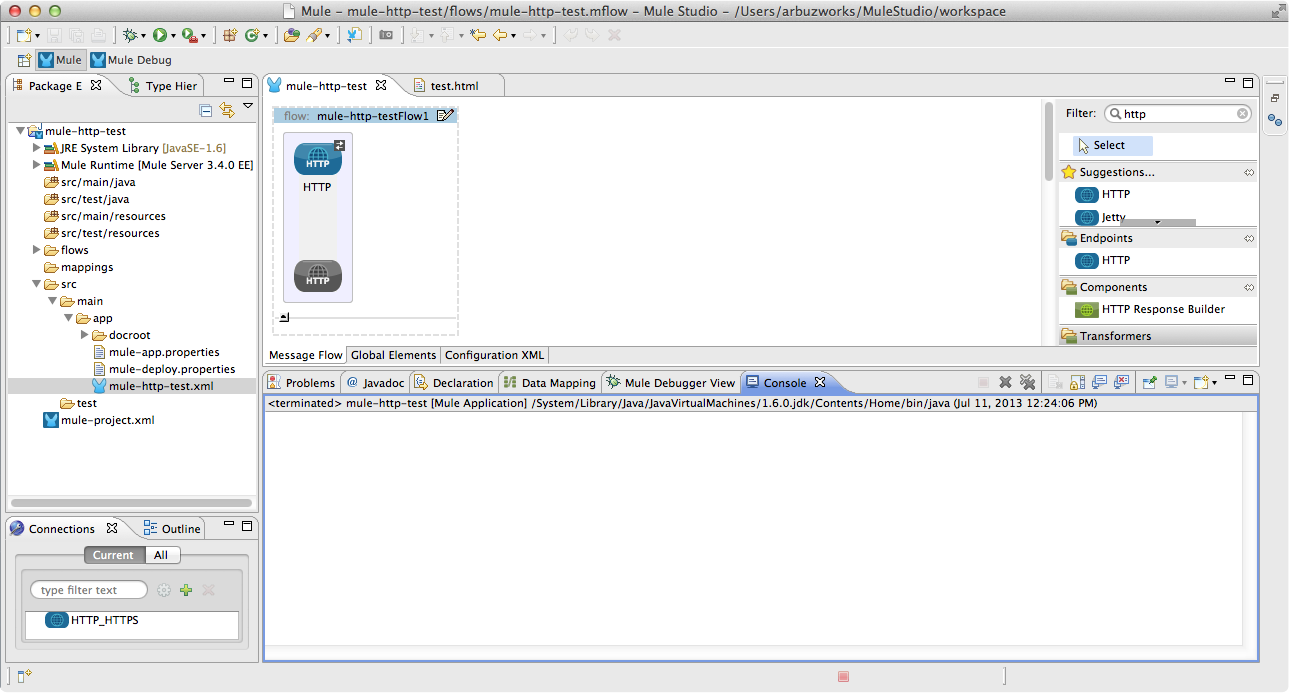 Mule – mule-http-test/flows/mule-http-test.mflow – Mule Studio – /Users/arbuzworks/MuleStudio/workspace
Mule Mule Debug
Package E Type Hier
mule-http-test
JRE System Library [JavaSE-1.6]
Mule Runtime [Mule Server 3.4.0 EE]
src/main/java
src/test/java
src/main/resources
src/test/resources
flows
mappings
src
main
app
docroot
mule-app.properties
mule-deploy.properties
mule-http-test.xml
test
mule-project.xml
Connections Outline
Current All
type filter text
HTTP_HTTPS
mule-http-test test.html
flow: mule-http-testFlow1
HTTP
HTTP
HTTP
Message Flow Global Elements Configuration XML
Filter: http
Select
Suggestions...
HTTP
Jetty
Endpoints
HTTP
Components
HTTP Response Builder
Transformers
Problems @ Javadoc Declaration Data Mapping Mule Debugger View Console
<terminated> mule-http-test [Mule Application] /System/Library/Java/JavaVirtualMachines/1.6.0.jdk/Contents/Home/bin/java (Jul 11, 2013 12:24:06 PM)